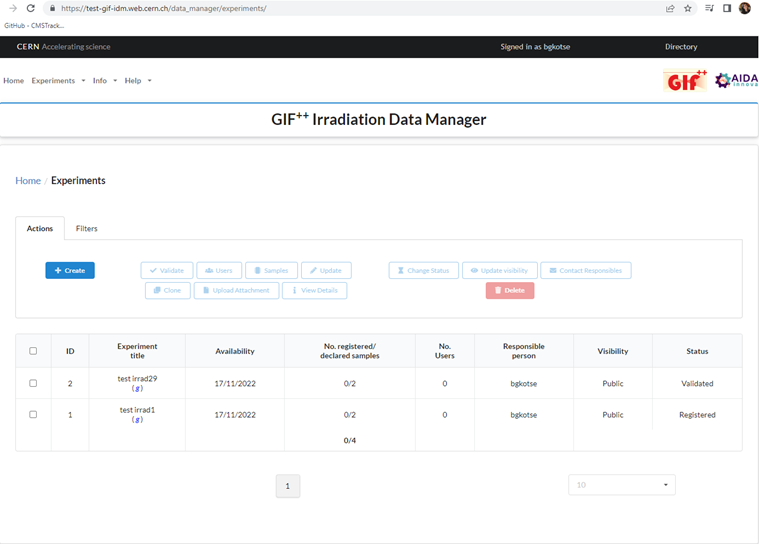 https://test-gif-idm.web.cern.ch/data_manager/experiments/
GitHub - CMSTrack...
CERN Accelerating science
Signed in as bgkotse
Directory
Home Experiments Info Help
GIF++
AIDA
innova
GIF++ Irradiation Data Manager
Home / Experiments
Actions Filters
Create Validate Users Samples Update Change Status Update visibility Contact Responsibles
Clone Upload Attachment View Details Delete
ID Experiment title Availability No. registered/ declared samples No. Users Responsible person Visibility Status
2 test irrad29 (g) 17/11/2022 0/2 0 bgkotse Public Validated
1 test irrad1 (g) 17/11/2022 0/2 0 bgkotse Public Registered
0/4
1
10